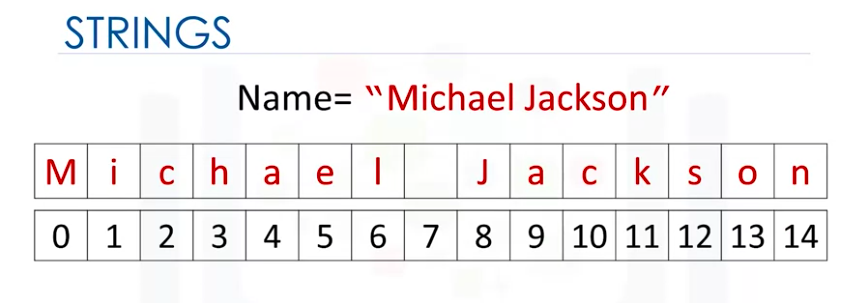 STRINGS
Name= “Michael Jackson”
M i c h a e l J a c k s o n
0 1 2 3 4 5 6 7 8 9 10 11 12 13 14